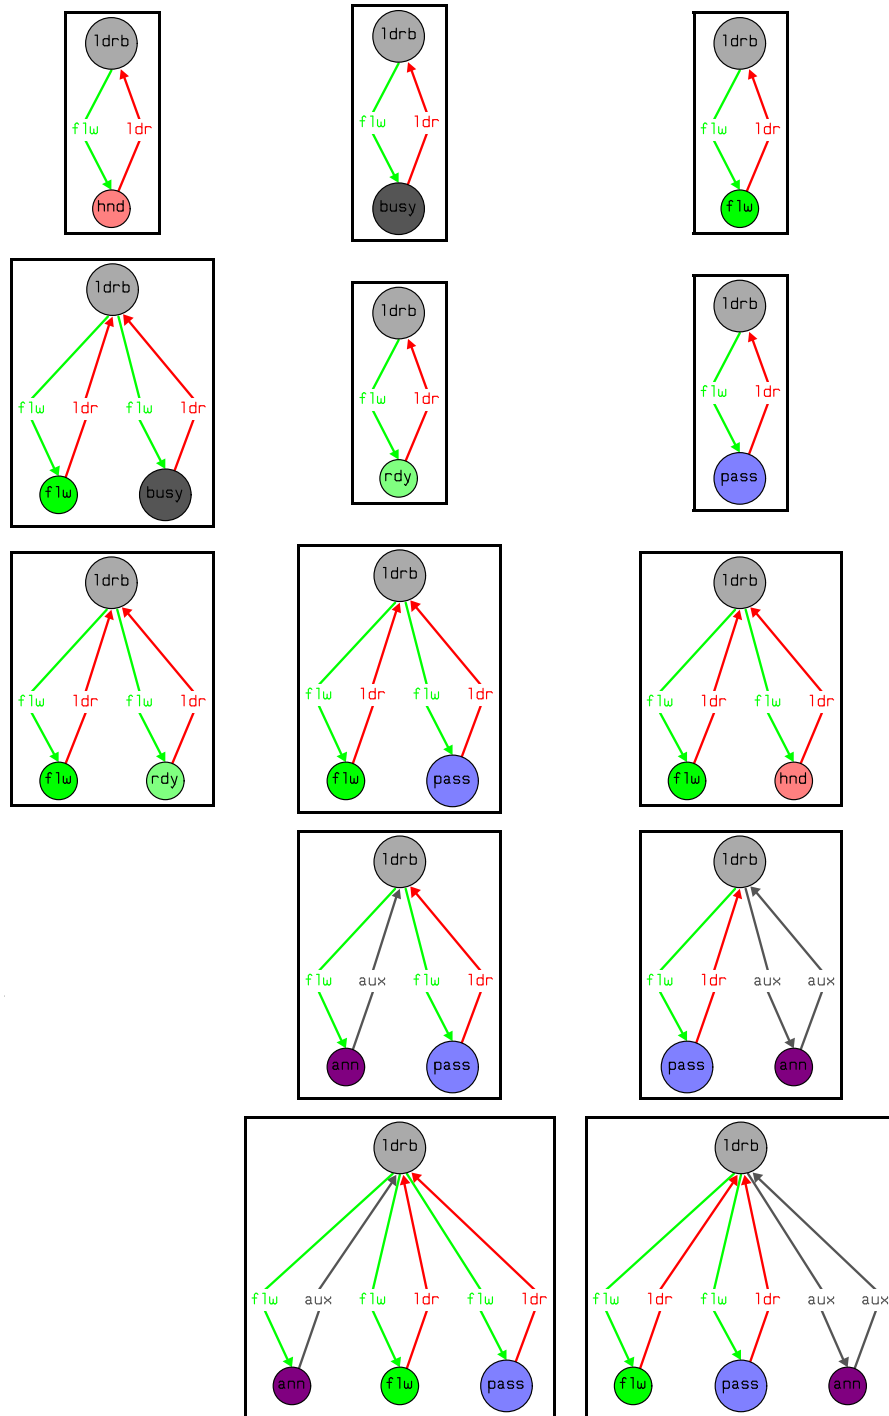 ldrb ldrb ldrb
flw ldr flw ldr flw ldr
hnd busy flw
ldrb ldrb ldrb
flw ldr flw ldr flw ldr flw ldr
flw busy rdy pass
ldrb ldrb ldrb
flw ldr flw ldr flw ldr flw ldr flw ldr flw ldr
flw rdy flw pass flw hnd
ldrb ldrb
flw aux flw ldr flw ldr aux aux
ann pass pass ann
ldrb ldrb
flw aux flw ldr flw ldr flw ldr flw ldr aux aux
ann flw pass flw pass ann